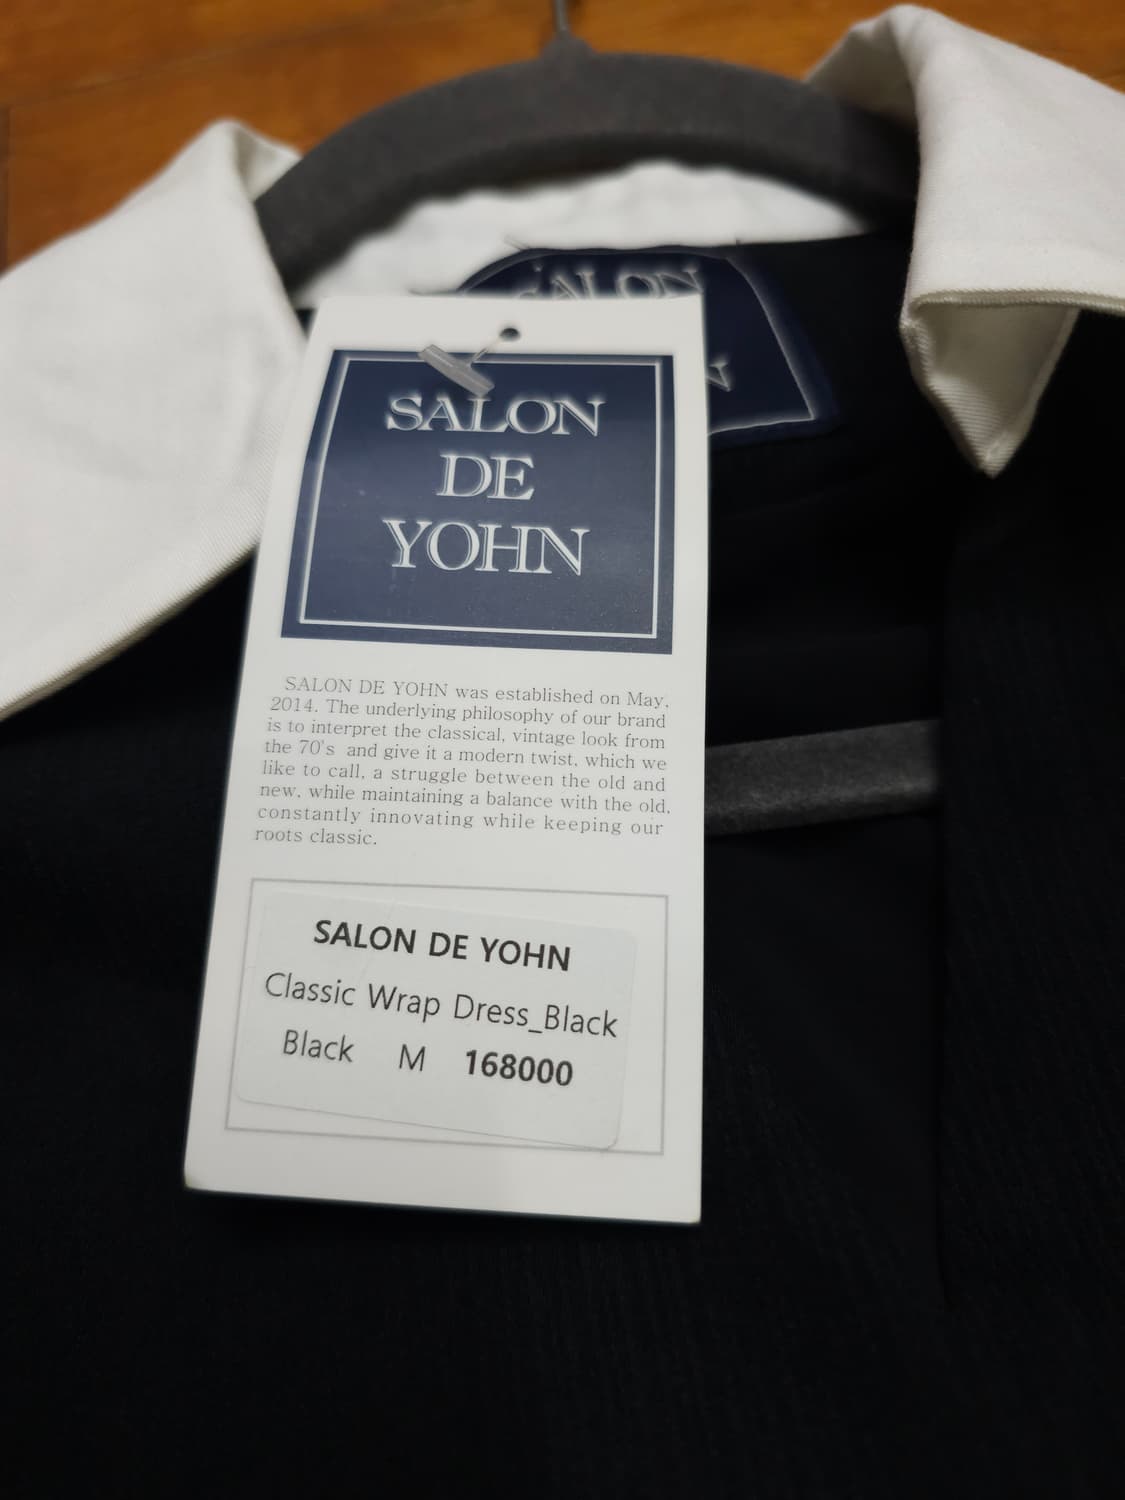 SALON
SALON
DE
YOHN
SALON DE YOHN was established on May,
2014. The underlying philosophy of our brand
is to interpret the classical, vintage look from
the 70's and give it a modern twist, which we
like to call, a struggle between the old and
new, while maintaining a balance with the old,
constantly innovating while keeping our
roots classic.
SALON DE YOHN
Classic Wrap Dress_Black
Black M 168000